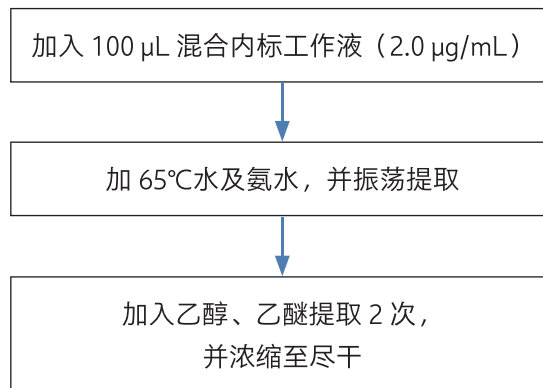 加入 100 μL 混合内标工作液（2.0 μg/mL）
加 65℃水及氨水，并振荡提取
加入乙醇、乙醚提取 2 次，
并浓缩至尽干